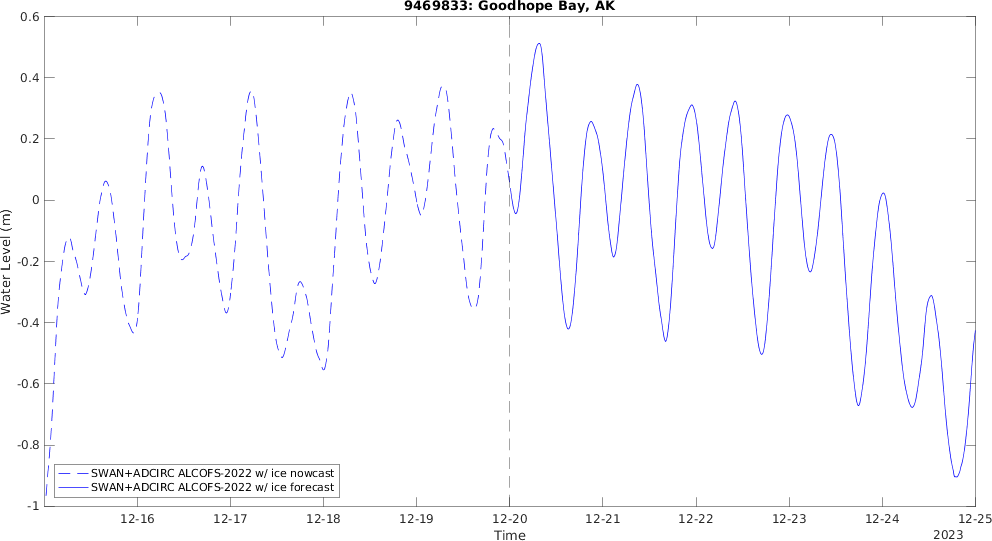 9469833: Goodhope Bay, AK
0.6
0.4
0.2
0
-0.2
-0.4
-0.6
-0.8
-1
Water Level (m)
SWAN+ADCIRC ALCOFS-2022 w/ ice nowcast
SWAN+ADCIRC ALCOFS-2022 w/ ice forecast
12-16 12-17 12-18 12-19 12-20 12-21 12-22 12-23 12-24 12-25
Time
2023